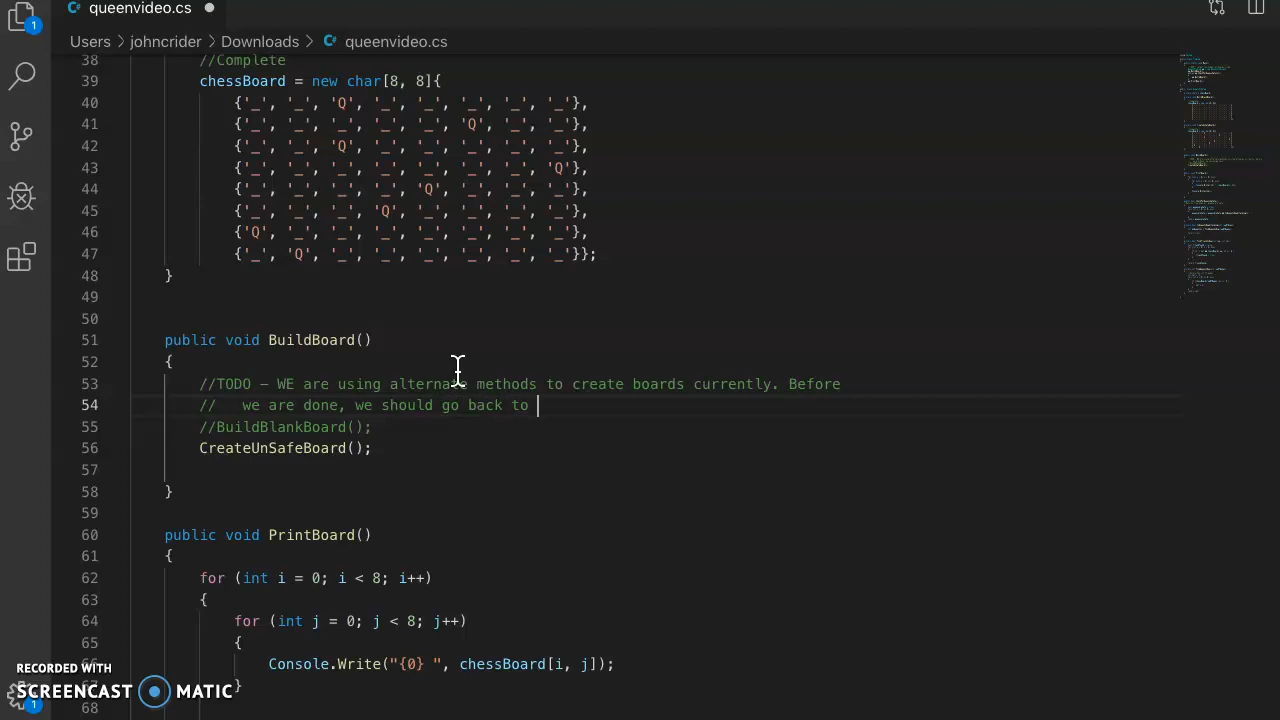 queenvideo.cs
1
Users > johncrider > Downloads > queenvideo.cs
38 //Complete
39 chessBoard = new char[8, 8]{
40 {'_', '_', 'Q', '_', '_', '_', '_', '_'},
41 {'_', '_', '_', '_', '_', 'Q', '_', '_'},
42 {'_', '_', 'Q', '_', '_', '_', '_', '_'},
43 {'_', '_', '_', '_', '_', '_', '_', 'Q'},
44 {'_', '_', '_', '_', 'Q', '_', '_', '_'},
45 {'_', '_', '_', 'Q', '_', '_', '_', '_'},
46 {'Q', '_', '_', '_', '_', '_', '_', '_'},
47 {'_', 'Q', '_', '_', '_', '_', '_', '_'}};
48 }
49
50
51 public void BuildBoard()
52 {
53 //TODO – WE are using alternate methods to create boards currently. Before
54 // we are done, we should go back to
55 //BuildBlankBoard();
56 CreateUnSafeBoard();
57
58 }
59
60 public void PrintBoard()
61 {
62 for (int i = 0; i < 8; i++)
63 {
64 for (int j = 0; j < 8; j++)
65 {
66 Console.Write("{0} ", chessBoard[i, j]);
67 }
68
RECORDED WITH
SCREENCAST MATIC
1